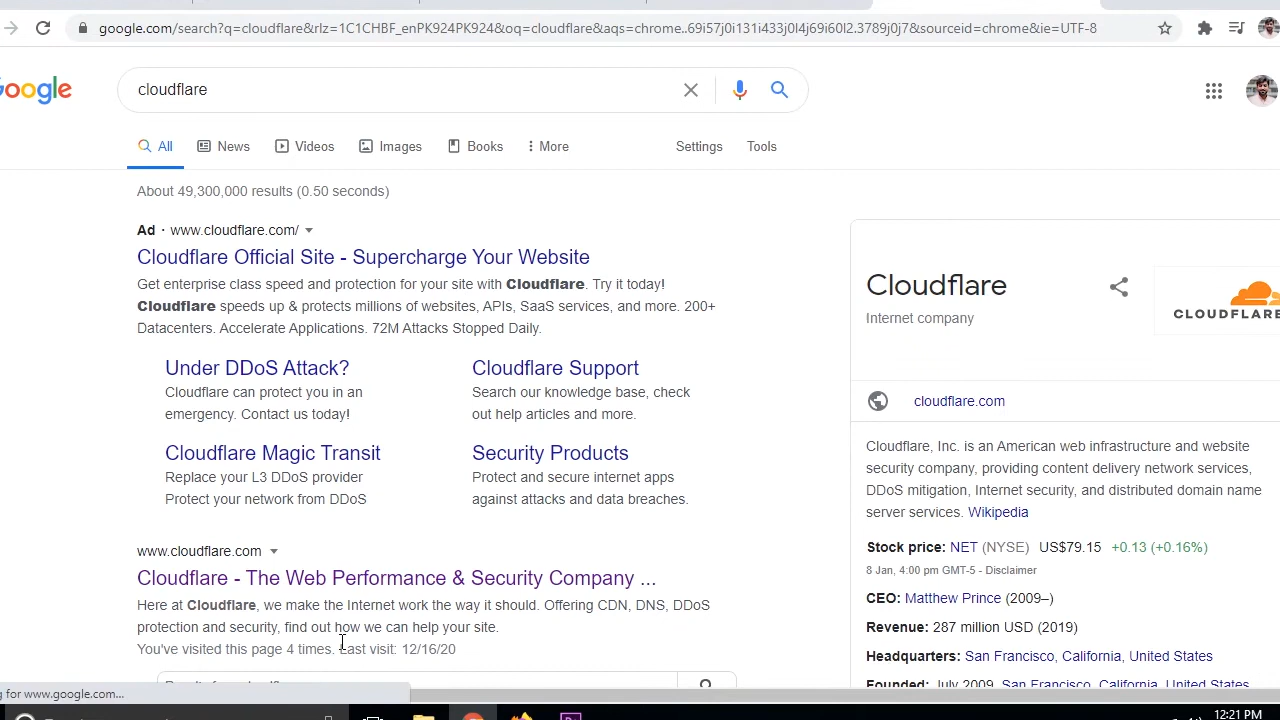 google.com/search?q=cloudflare&rlz=1C1CHBF_enPK924PK924&oq=cloudflare&aqs=chrome..69i57j0i131i433j0l4j69i60l2.3789j0j7&sourceid=chrome&ie=UTF-8
oogle
cloudflare
All News Videos Images Books More Settings Tools
About 49,300,000 results (0.50 seconds)
Ad · www.cloudflare.com/
Cloudflare Official Site - Supercharge Your Website
Get enterprise class speed and protection for your site with Cloudflare. Try it today!
Cloudflare speeds up & protects millions of websites, APIs, SaaS services, and more. 200+
Datacenters. Accelerate Applications. 72M Attacks Stopped Daily.
Under DDoS Attack?
Cloudflare can protect you in an
emergency. Contact us today!
Cloudflare Support
Search our knowledge base, check
out help articles and more.
Cloudflare Magic Transit
Replace your L3 DDoS provider
Protect your network from DDoS
Security Products
Protect and secure internet apps
against attacks and data breaches.
www.cloudflare.com
Cloudflare - The Web Performance & Security Company ...
Here at Cloudflare, we make the Internet work the way it should. Offering CDN, DNS, DDoS
protection and security, find out how we can help your site.
You've visited this page 4 times. Last visit: 12/16/20
Cloudflare
Internet company
CLOUDFLARE
cloudflare.com
Cloudflare, Inc. is an American web infrastructure and website
security company, providing content delivery network services,
DDoS mitigation, Internet security, and distributed domain name
server services. Wikipedia
Stock price: NET (NYSE) US$79.15 +0.13 (+0.16%)
8 Jan, 4:00 pm GMT-5 - Disclaimer
CEO: Matthew Prince (2009–)
Revenue: 287 million USD (2019)
Headquarters: San Francisco, California, United States
Founded: July 2009, San Francisco, California, United States
g for www.google.com...
12:21 PM